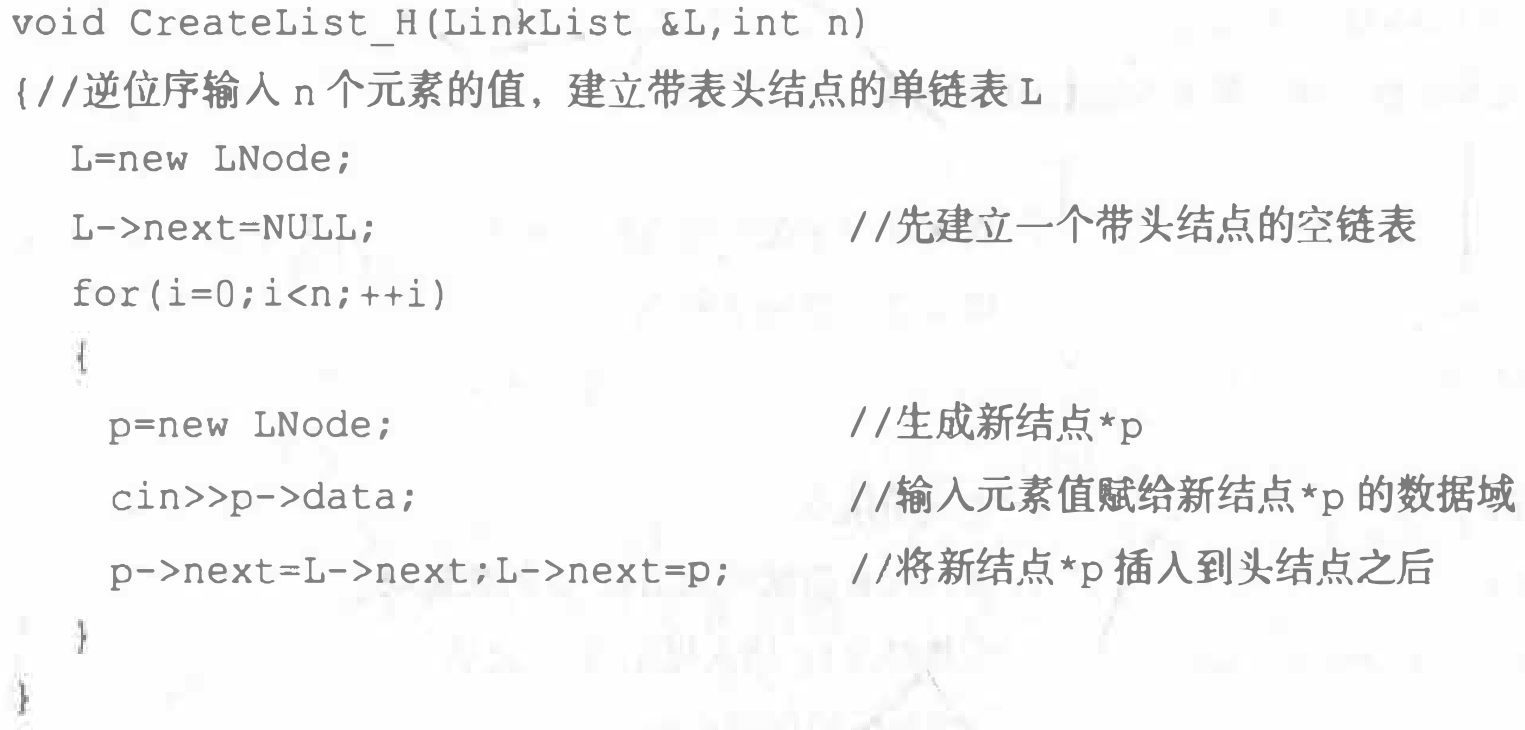 void CreateList_H(LinkList &L,int n)
{//逆位序输入 n 个元素的值，建立带表头结点的单链表 L
L=new LNode;
L->next=NULL; //先建立一个带头结点的空链表
for(i=0;i<n;++i)
{
p=new LNode; //生成新结点*p
cin>>p->data; //输入元素值赋给新结点*p 的数据域
p->next=L->next;L->next=p; //将新结点*p 插入到头结点之后
}
}